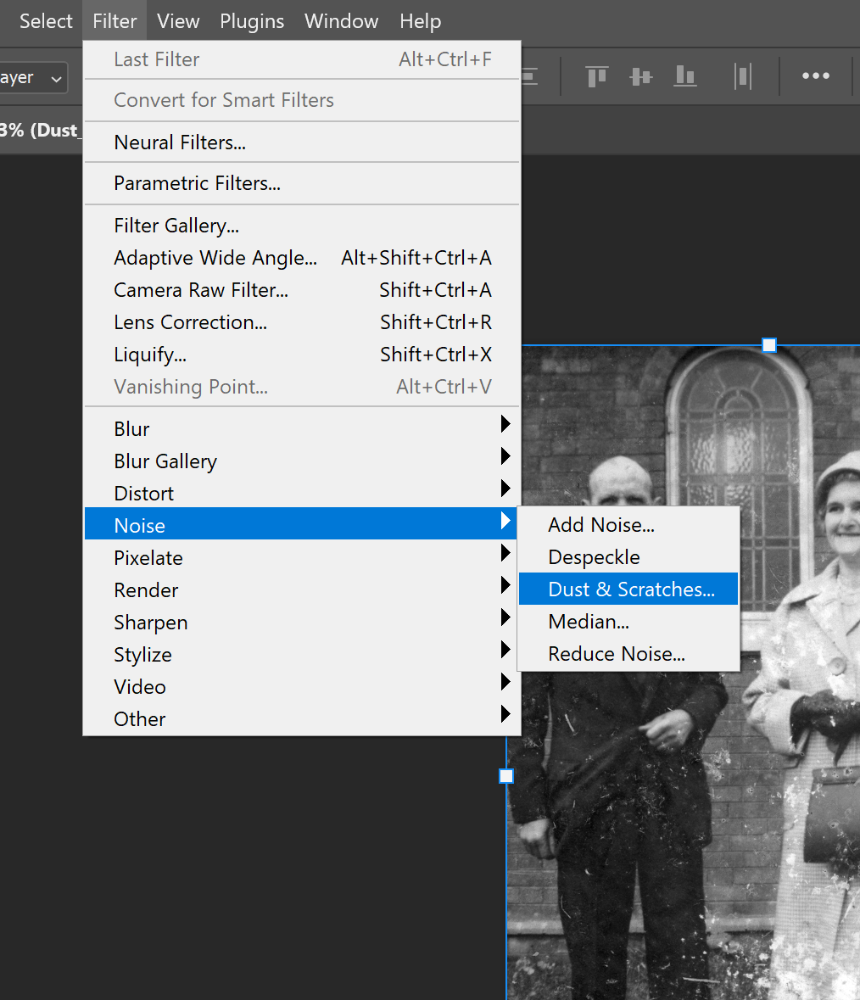 Select Filter View Plugins Window Help
ayer
3% (Dust_
Last Filter Alt+Ctrl+F
Convert for Smart Filters
Neural Filters...
Parametric Filters...
Filter Gallery...
Adaptive Wide Angle... Alt+Shift+Ctrl+A
Camera Raw Filter... Shift+Ctrl+A
Lens Correction... Shift+Ctrl+R
Liquify... Shift+Ctrl+X
Vanishing Point... Alt+Ctrl+V
Blur
Blur Gallery
Distort
Noise
Pixelate
Render
Sharpen
Stylize
Video
Other
Add Noise...
Despeckle
Dust & Scratches...
Median...
Reduce Noise...